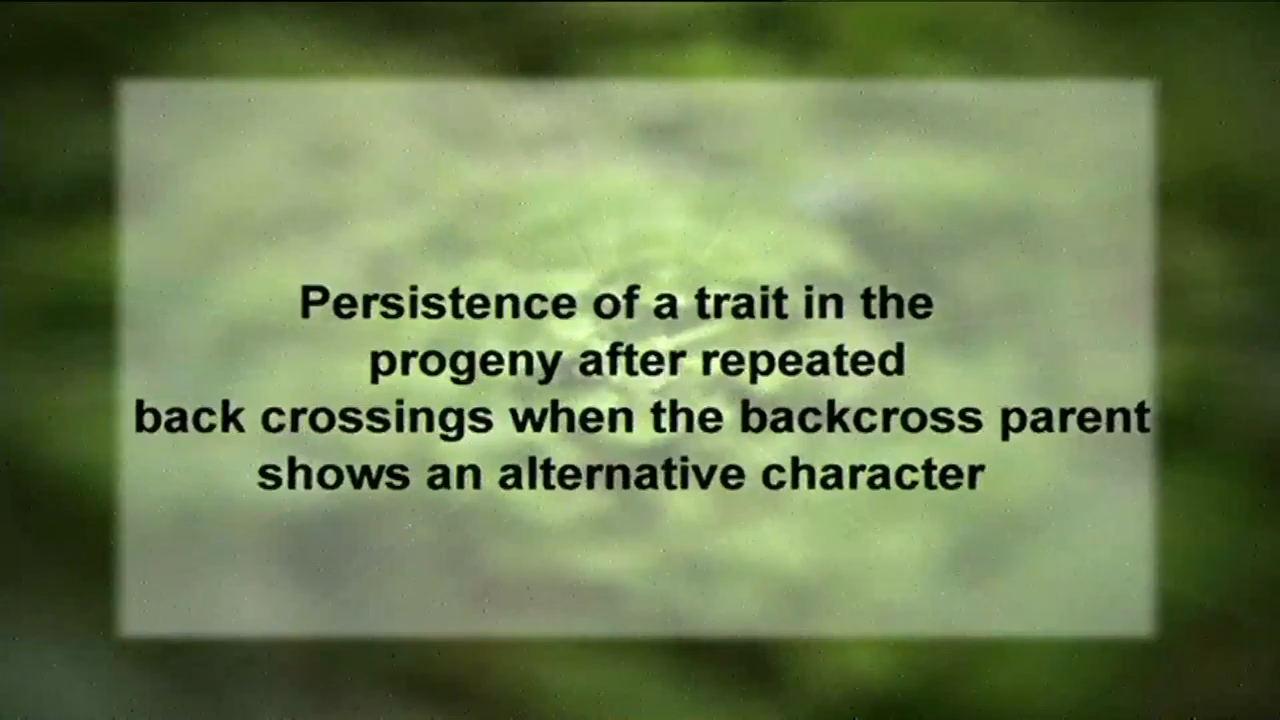 Persistence of a trait in the
progeny after repeated
back crossings when the backcross parent
shows an alternative character